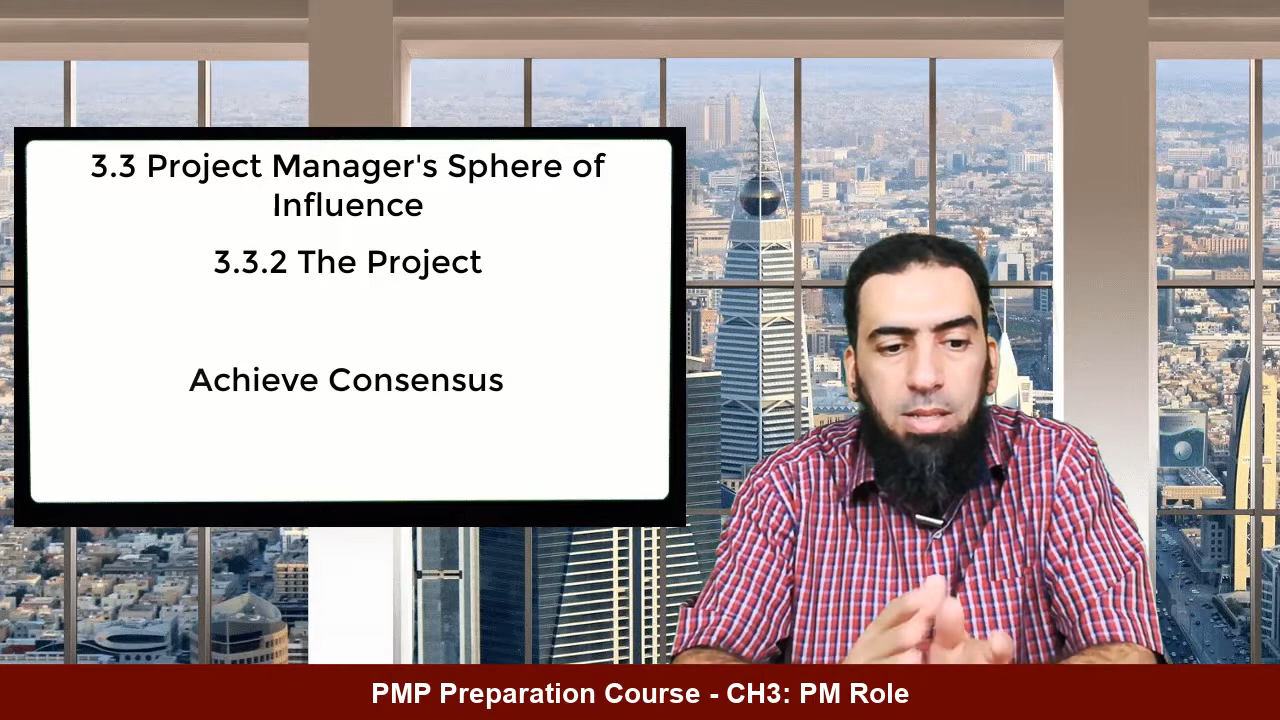 3.3 Project Manager's Sphere of
Influence
3.3.2 The Project
Achieve Consensus
PMP Preparation Course - CH3: PM Role